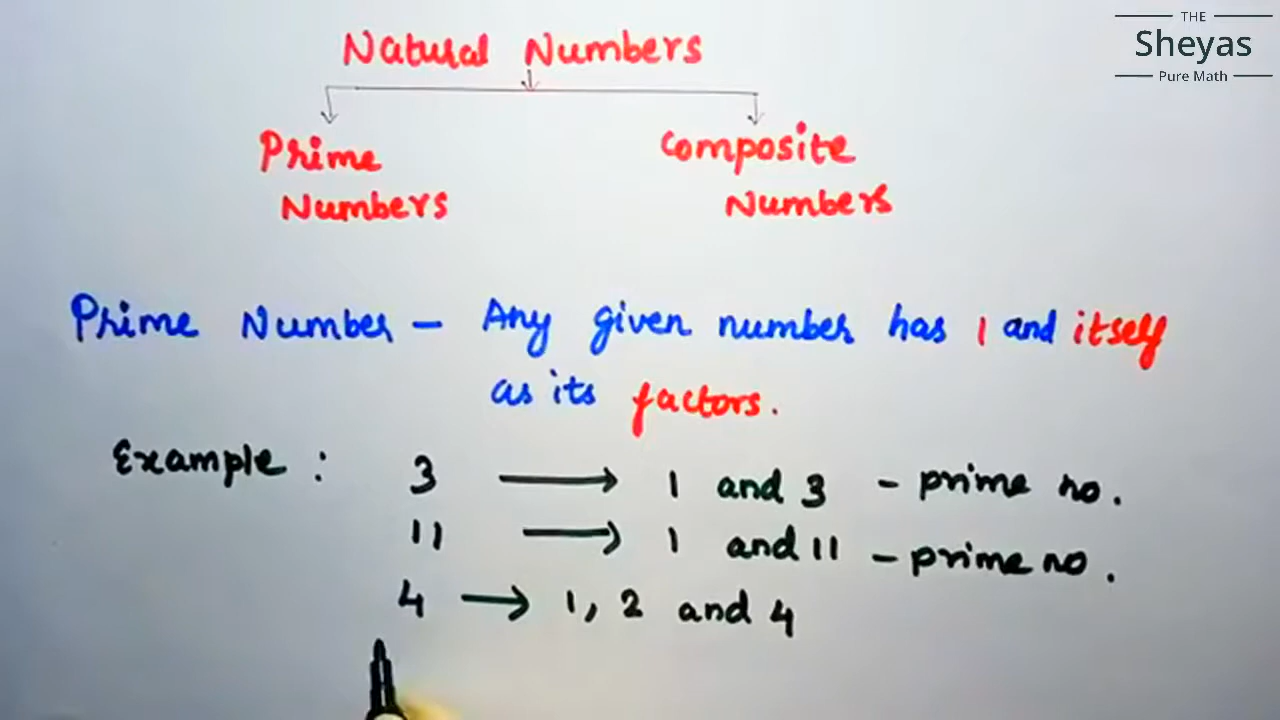 THE
Sheyas
Pure Math
Natural Numbers
Prime
Numbers
Composite
Numbers
Prime Number - Any given number has 1 and itself
as its factors.
Example : 3 → 1 and 3 - prime no.
11 → 1 and 11 - prime no.
4 → 1, 2 and 4